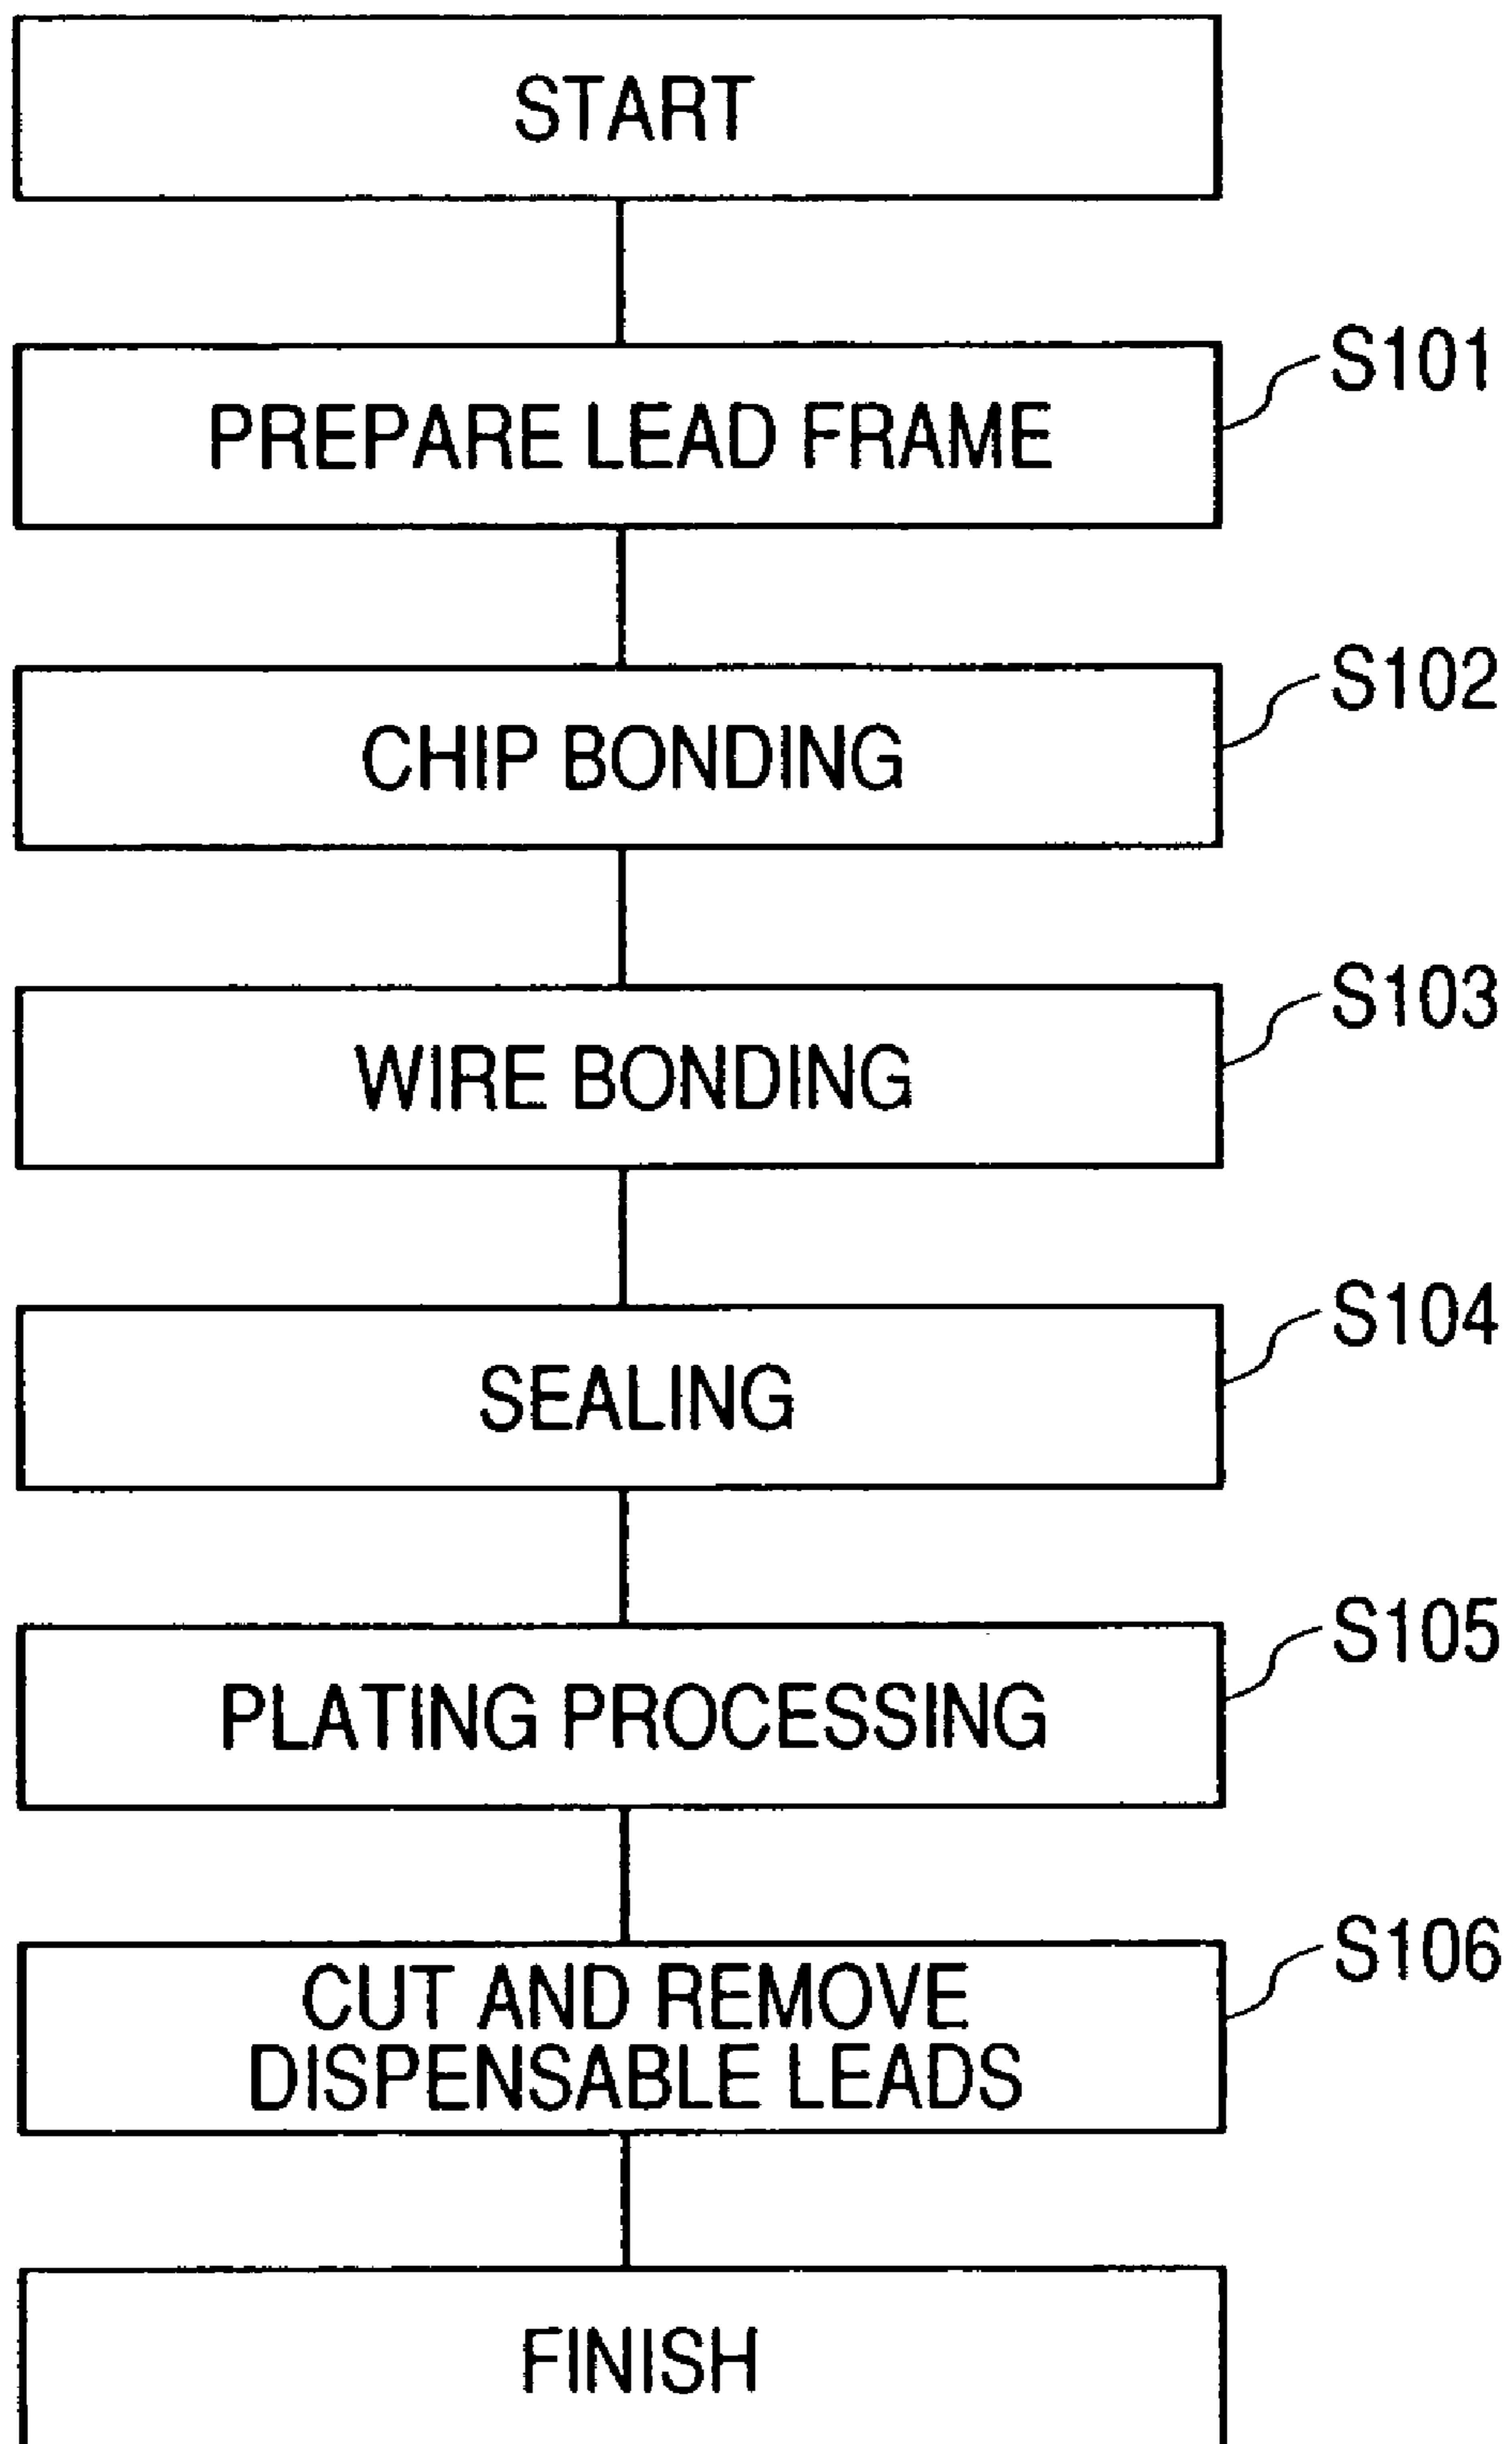 START
PREPARE LEAD FRAME
S101
CHIP BONDING
S102
WIRE BONDING
S103
SEALING
S104
PLATING PROCESSING
S105
CUT AND REMOVE
DISPENSABLE LEADS
S106
FINISH